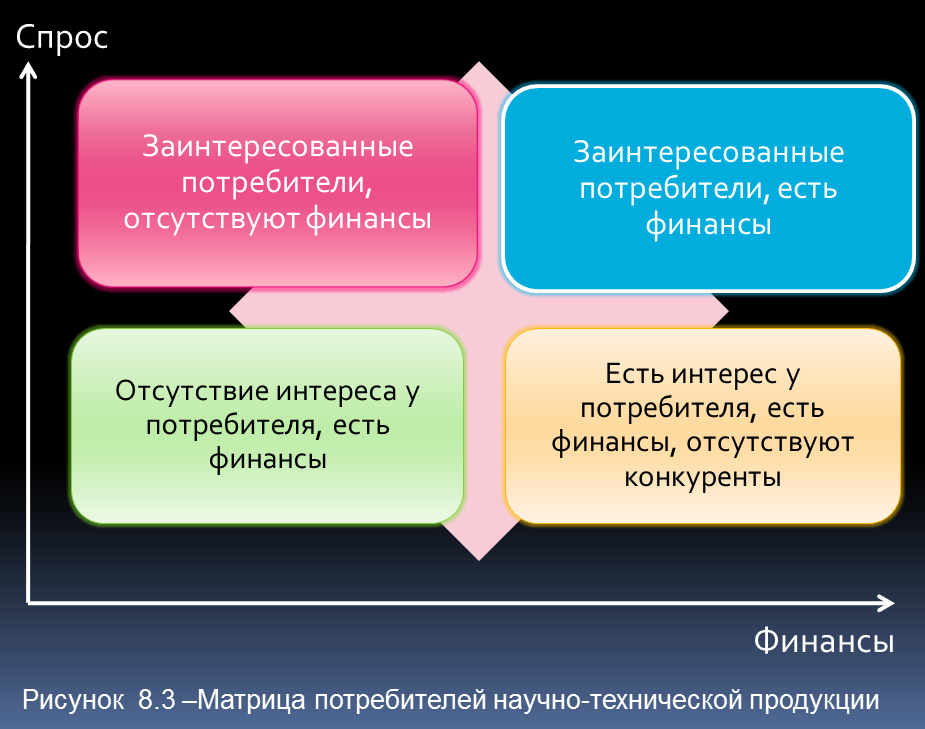 Спрос
Заинтересованные
потребители,
отсутствуют финансы
Заинтересованные
потребители, есть
финансы
Отсутствие интереса у
потребителя, есть
финансы
Есть интерес у
потребителя, есть
финансы, отсутствуют
конкуренты
Финансы
Рисунок 8.3 –Матрица потребителей научно-технической продукции